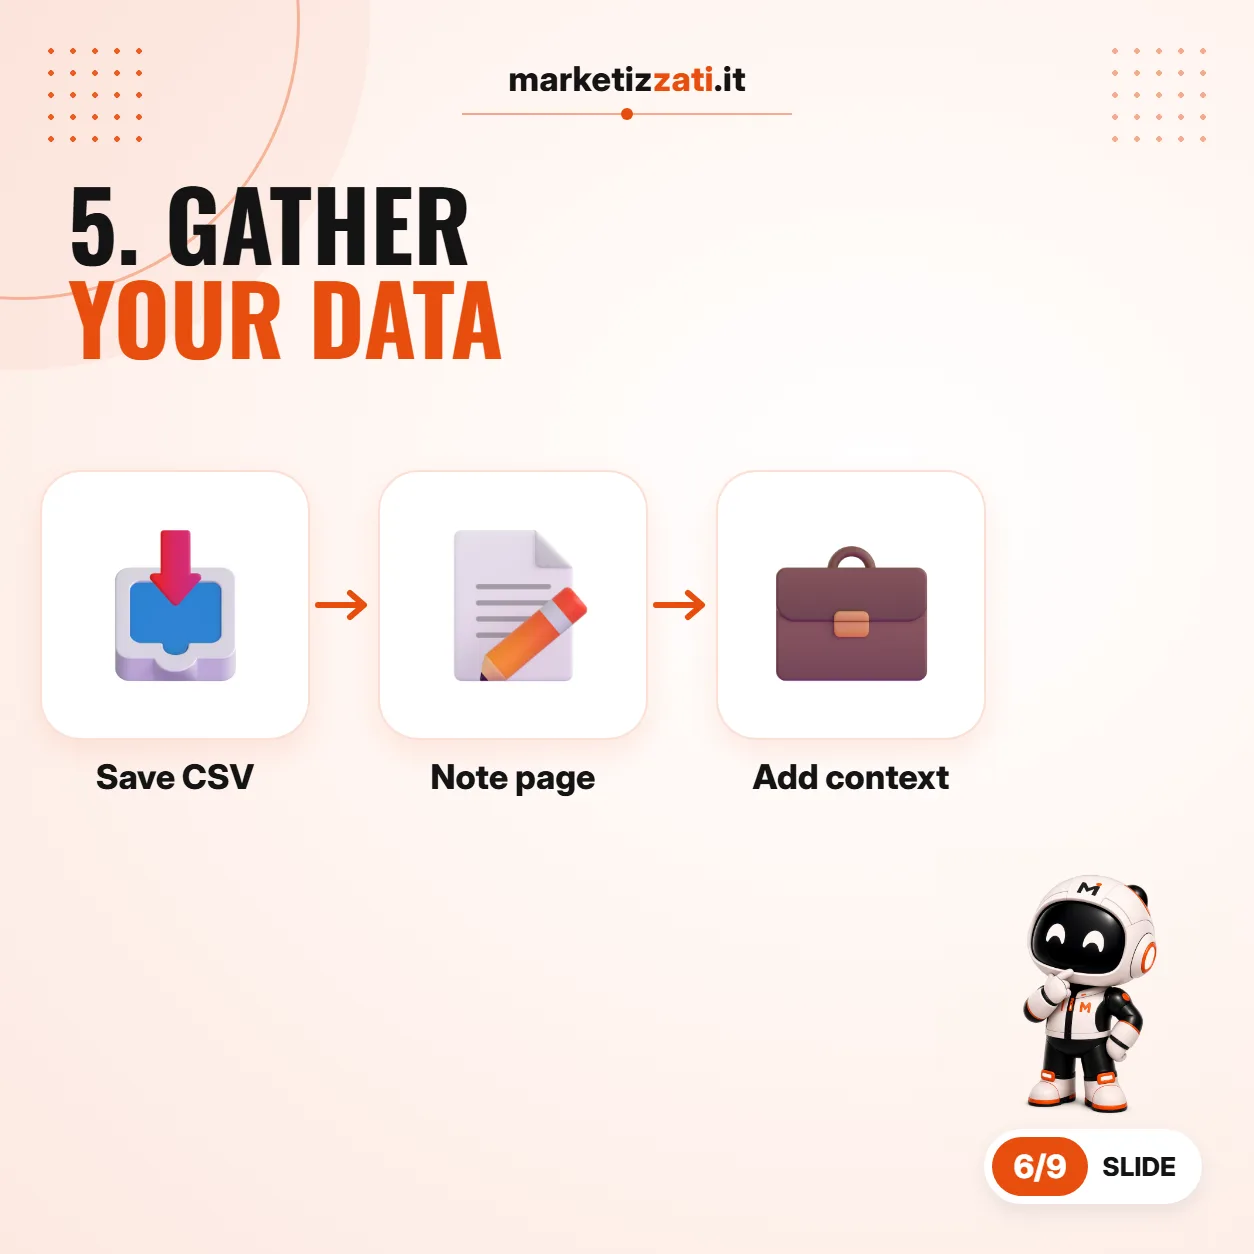 marketizzati.it
5. GATHER
YOUR DATA
Save CSV
Note page
Add context
M
M
6/9 SLIDE